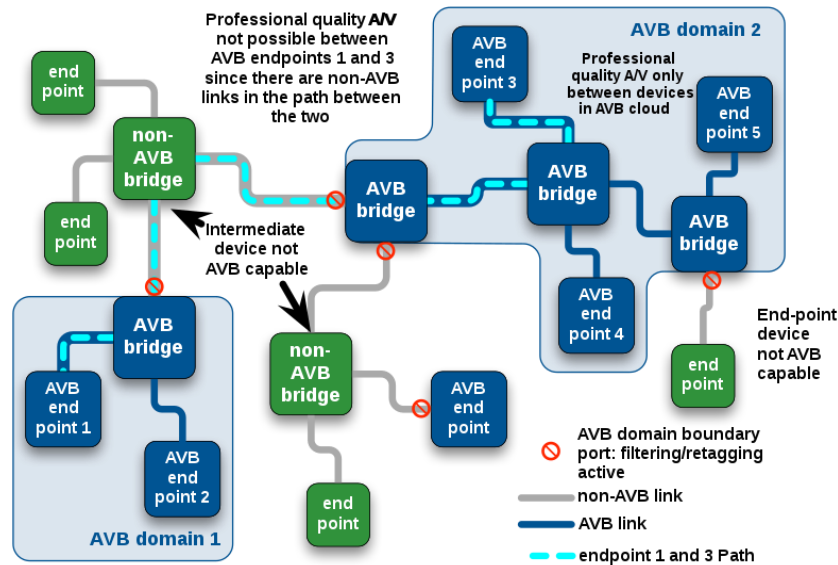 Professional quality A/V
not possible between
AVB endpoints 1 and 3
since there are non-AVB
links in the path between
the two
AVB domain 2
AVB
end
point 3
Professional
quality A/V only
between devices
in AVB cloud
AVB
end
point 5
end
point
non-
AVB
bridge
end
point
AVB
bridge
AVB
bridge
AVB
bridge
Intermediate
device not
AVB capable
AVB
end
point 4
AVB
bridge
non-
AVB
bridge
End-point
device
not AVB
capable
end
point
AVB
end
point 1
AVB
end
point
AVB
end
point 2
end
point
AVB domain 1
AVB domain boundary
port: filtering/retagging
active
non-AVB link
AVB link
endpoint 1 and 3 Path